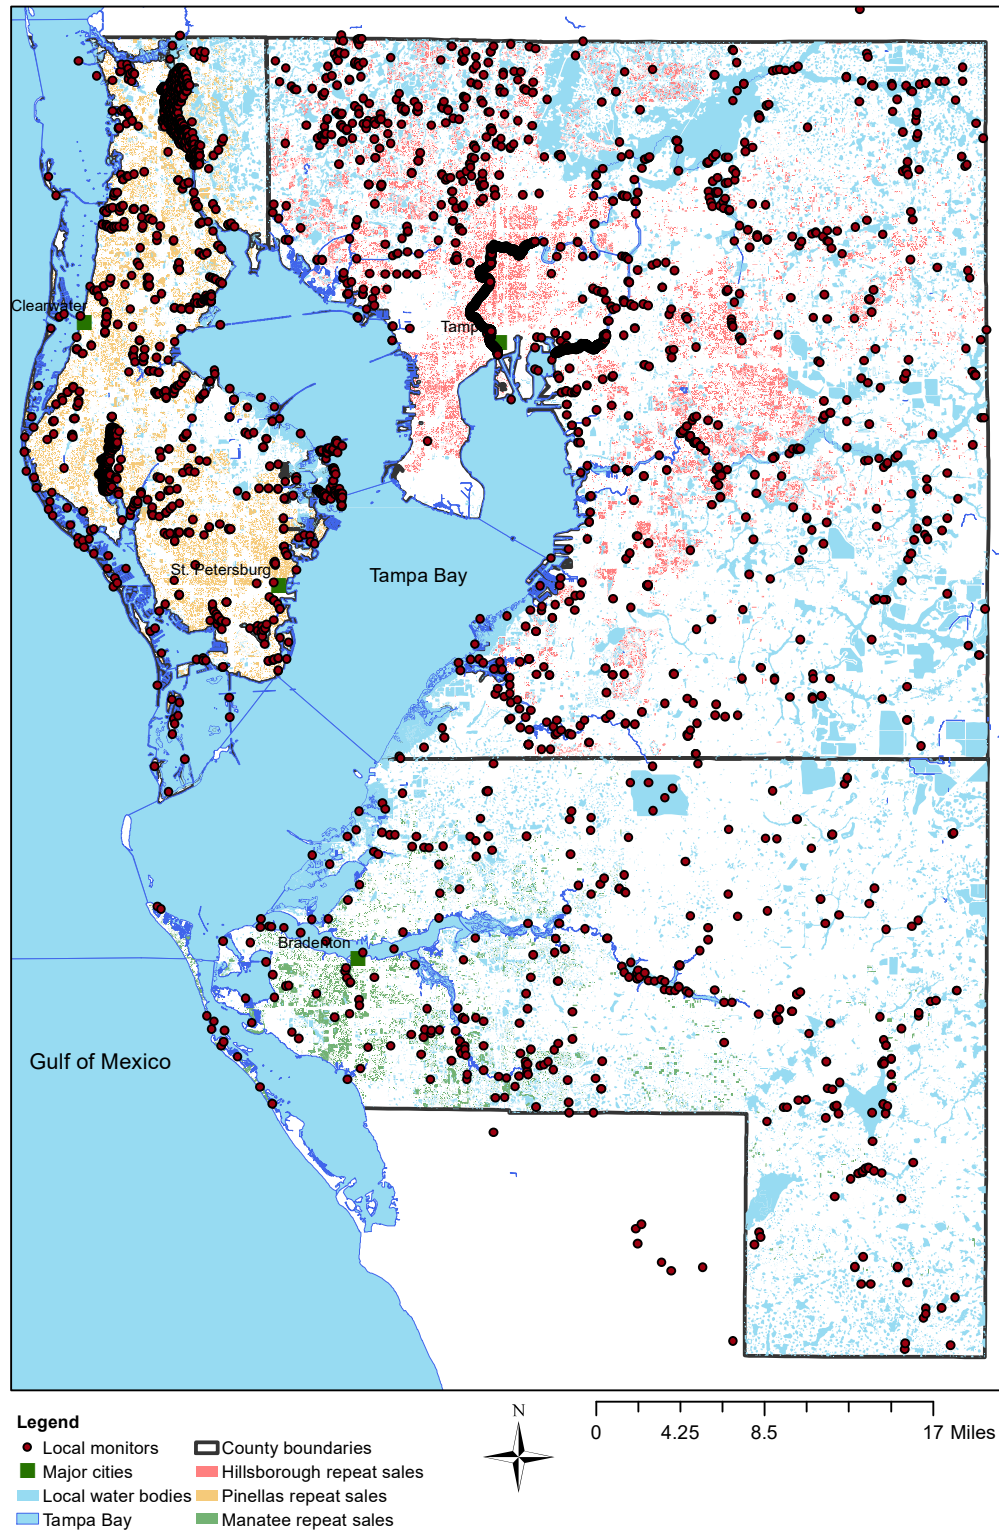 Clearwater
Tampa
St. Petersburg
Tampa Bay
Bradenton
Gulf of Mexico
Legend
Local monitors
Major cities
Local water bodies
Tampa Bay
County boundaries
Hillsborough repeat sales
Pinellas repeat sales
Manatee repeat sales
N
0 4.25 8.5 17 Miles